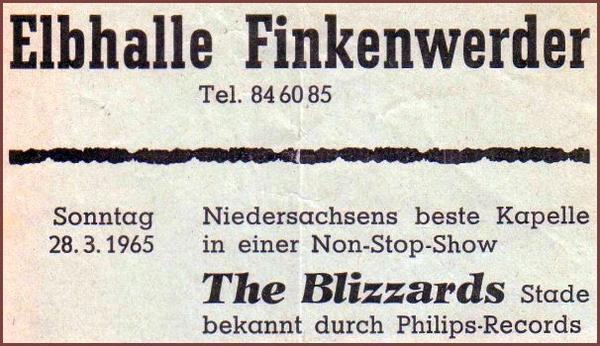 Elbhalle Finkenwerder
Tel. 84 60 85
Sonntag
28.3.1965
Niedersachsens beste Kapelle
in einer Non-Stop-Show
The Blizzards Stade
bekannt durch Philips-Records